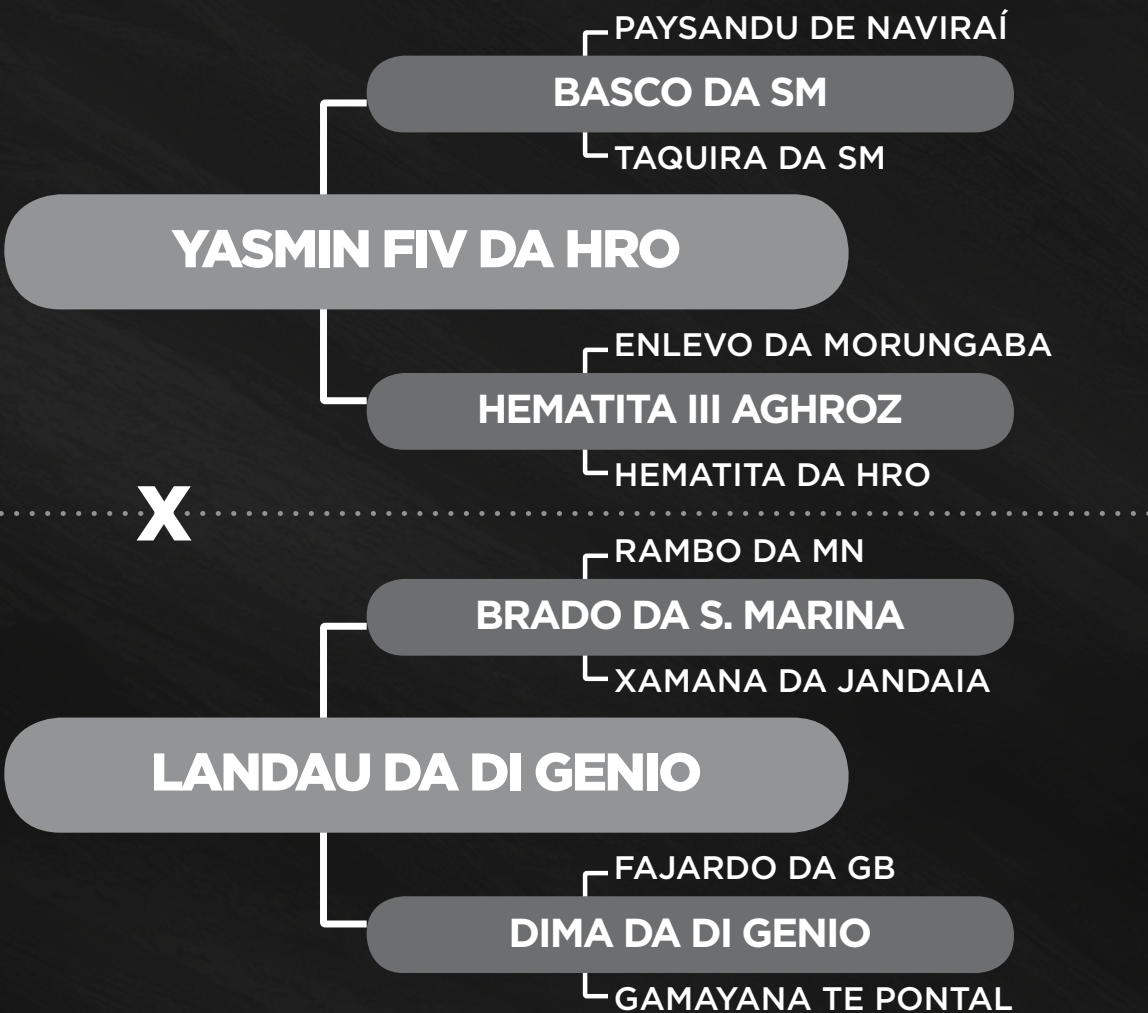 PAYSANDU DE NAVIRAÍ
BASCO DA SM
TAQUIRA DA SM
YASMIN FIV DA HRO
ENLEVO DA MORUNGABA
HEMATITA III AGHROZ
HEMATITA DA HRO
X
RAMBO DA MN
BRADO DA S. MARINA
XAMANA DA JANDAIA
LANDAU DA DI GENIO
FAJARDO DA GB
DIMA DA DI GENIO
GAMAYANA TE PONTAL